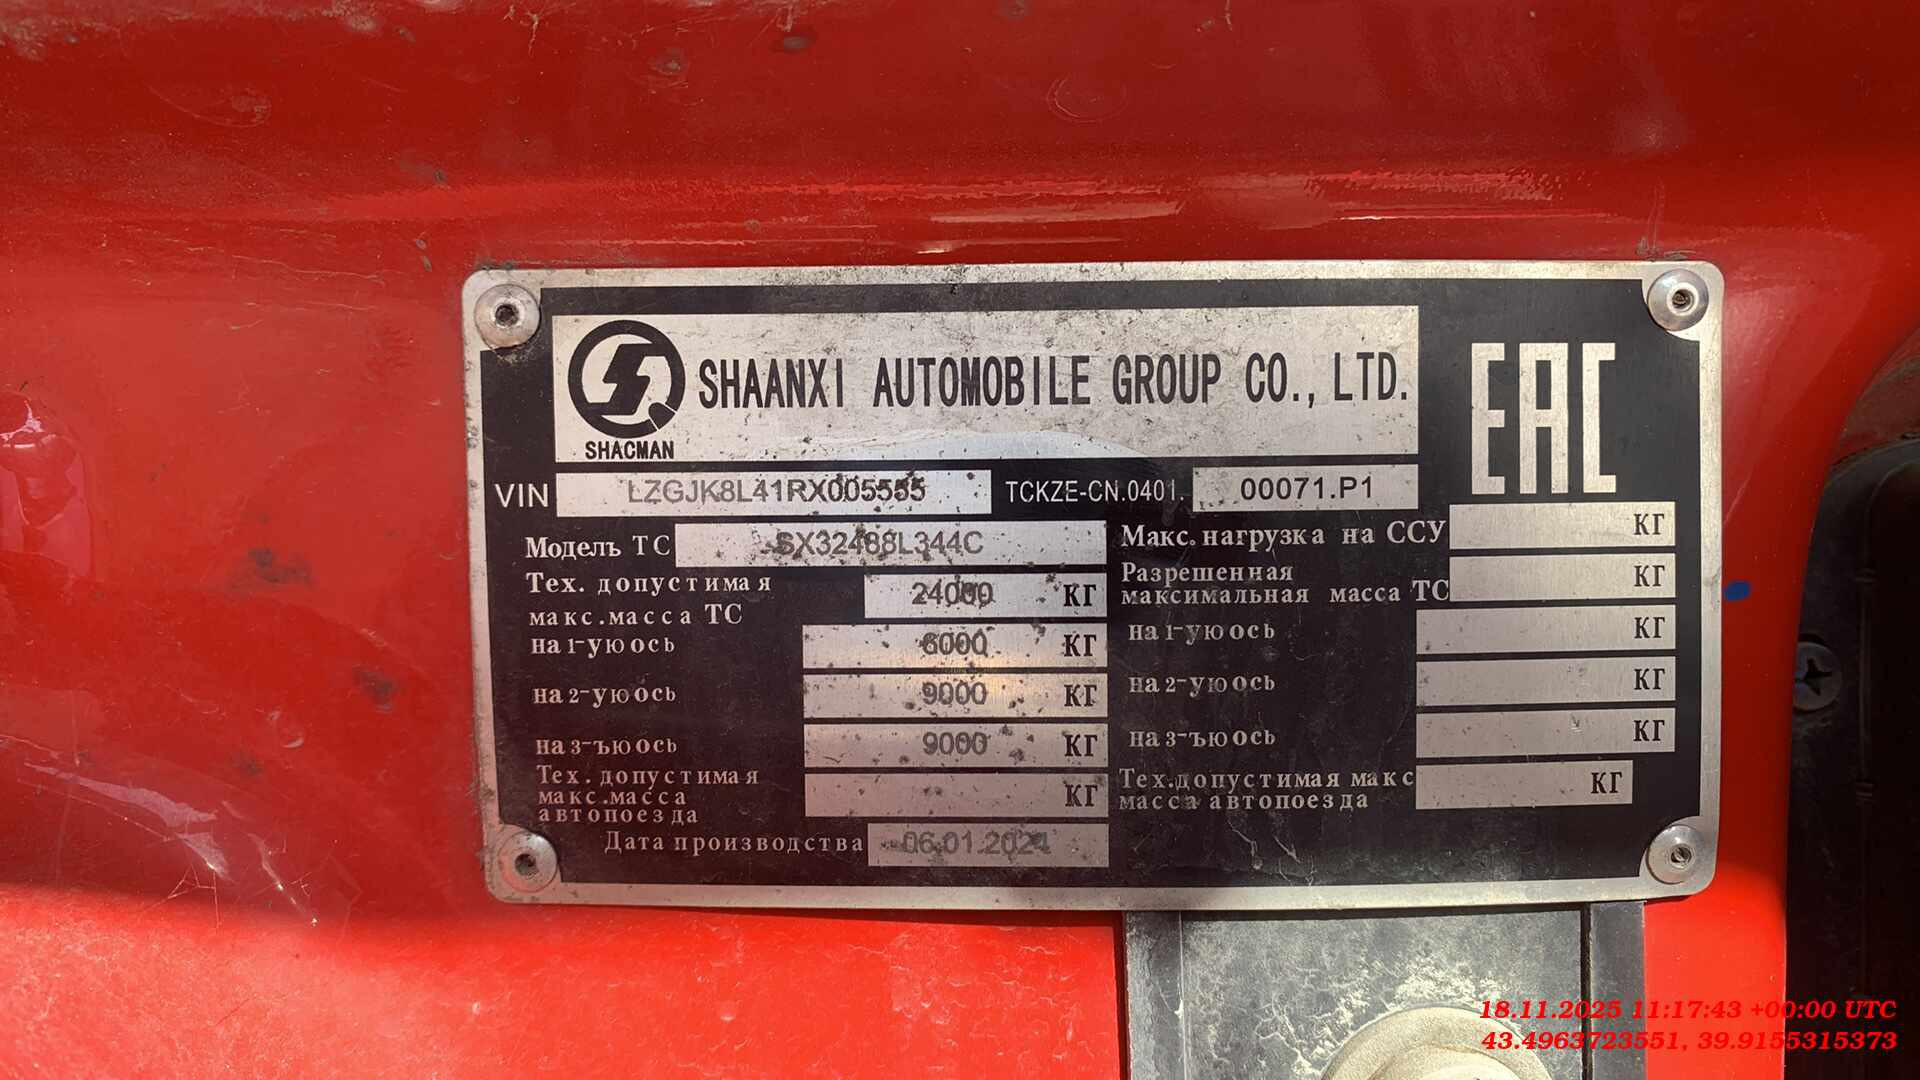 SHAANXI AUTOMOBILE GROUP CO., LTD.
SHACMAN
EAC
VIN LZGJK8L41RX005555 TCKZE-CN.0401. 00071.P1
Моделъ ТС SX32488L344C
Тех. допустимая
макс.масса ТС 24000 КГ
на 1-ую ось 6000 КГ
на 2-ую ось 9000 КГ
на 3-ъю ось 9000 КГ
Тех. допустимая
макс.масса
автопоезда КГ
Дата производства 06.01.2024
Макс. нагрузка на ССУ КГ
Разрешенная
максимальная масса ТС КГ
на 1-ую ось КГ
на 2-ую ось КГ
на 3-ъю ось КГ
Тех.допустимая макс
масса автопоезда КГ
18.11.2025 11:17:43 +00:00 UTC
43.4963723551, 39.9155315373